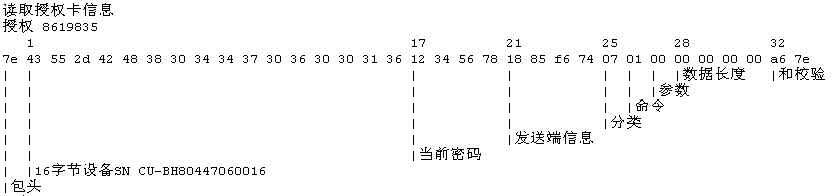 读取授权卡信息
授权 8619835
1 17 21 25 28 32
7e 43 55 2d 42 48 38 30 34 34 37 30 36 30 30 31 36 12 34 56 78 18 85 f6 74 07 01 00 00 00 00 00 a6 7e
| | | | | | | |数据长度 |和校验
| | | | | | |参数
| | | | | |命令
| | | | |分类
| | | |发送端信息
| | |当前密码
| |16字节设备SN CU-BH80447060016
|包头